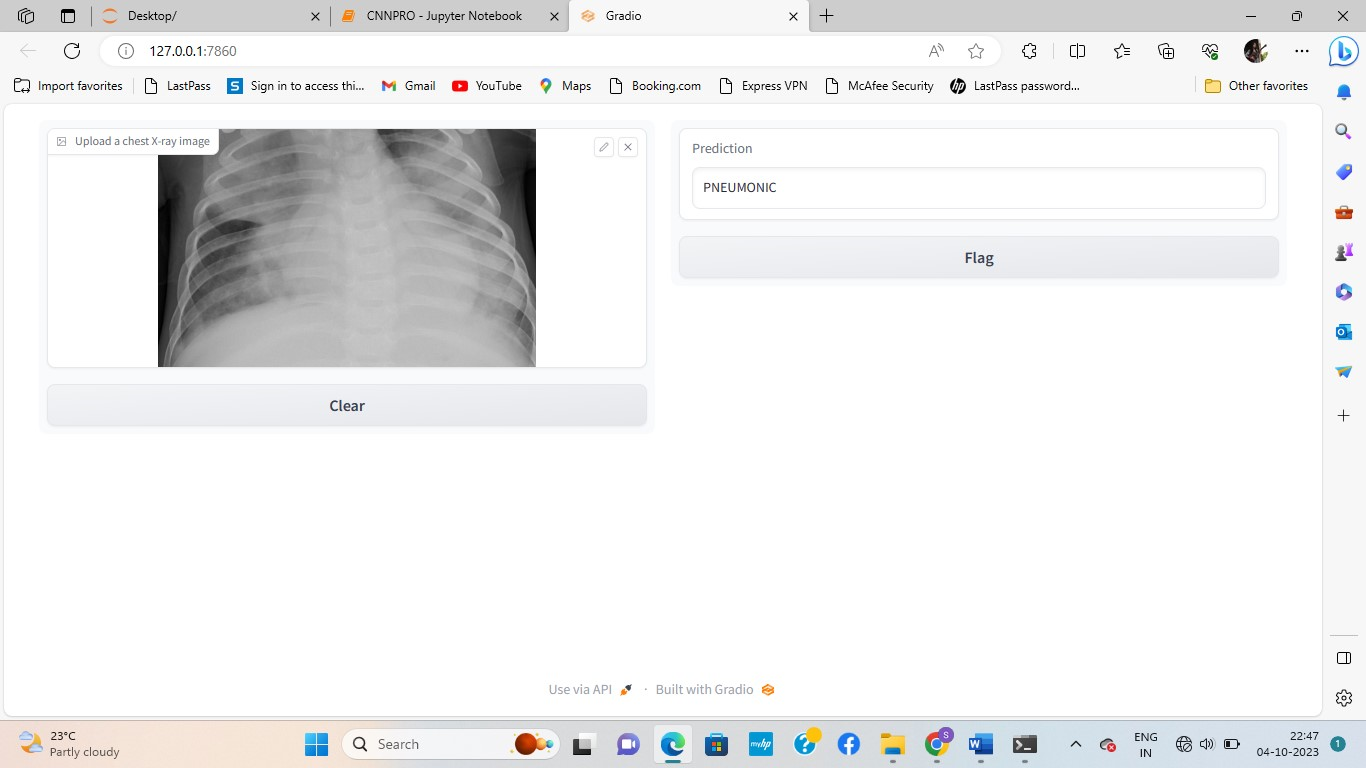 Desktop/
CNNPRO - Jupyter Notebook
Gradio
127.0.0.1:7860
Import favorites
LastPass
Sign in to access thi...
Gmail
YouTube
Maps
Booking.com
Express VPN
McAfee Security
LastPass password...
Other favorites
Upload a chest X-ray image
Clear
Prediction
PNEUMONIC
Flag
Use via API
·
Built with Gradio
23°C
Partly cloudy
Search
myhp
S
ENG
IN
22:47
04-10-2023
1